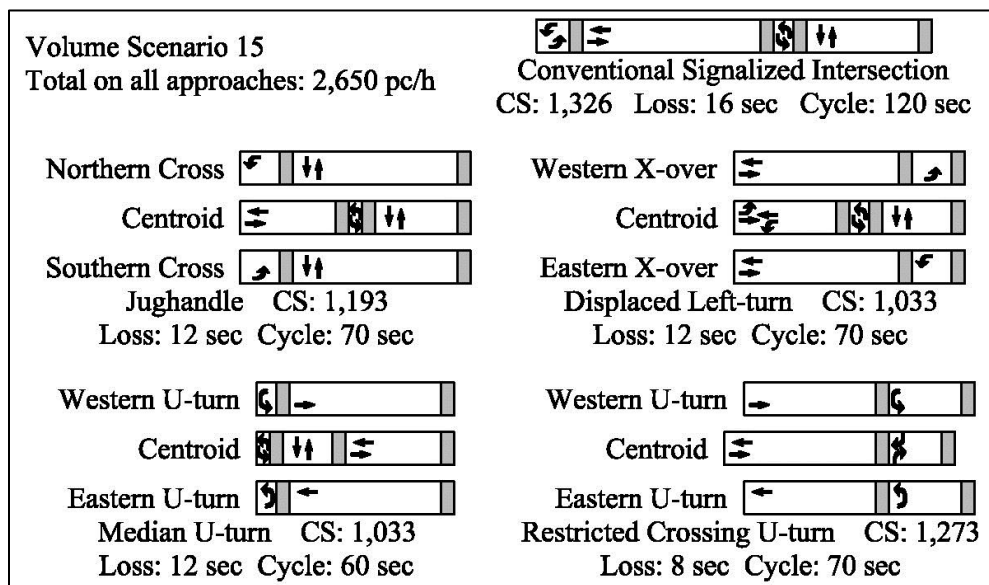 Volume Scenario 15
Total on all approaches: 2,650 pc/h
Conventional Signalized Intersection
CS: 1,326 Loss: 16 sec Cycle: 120 sec
Northern Cross
Centroid
Southern Cross
Jughandle CS: 1,193
Loss: 12 sec Cycle: 70 sec
Western X-over
Centroid
Eastern X-over
Displaced Left-turn CS: 1,033
Loss: 12 sec Cycle: 70 sec
Western U-turn
Centroid
Eastern U-turn
Median U-turn CS: 1,033
Loss: 12 sec Cycle: 60 sec
Western U-turn
Centroid
Eastern U-turn
Restricted Crossing U-turn CS: 1,273
Loss: 8 sec Cycle: 70 sec